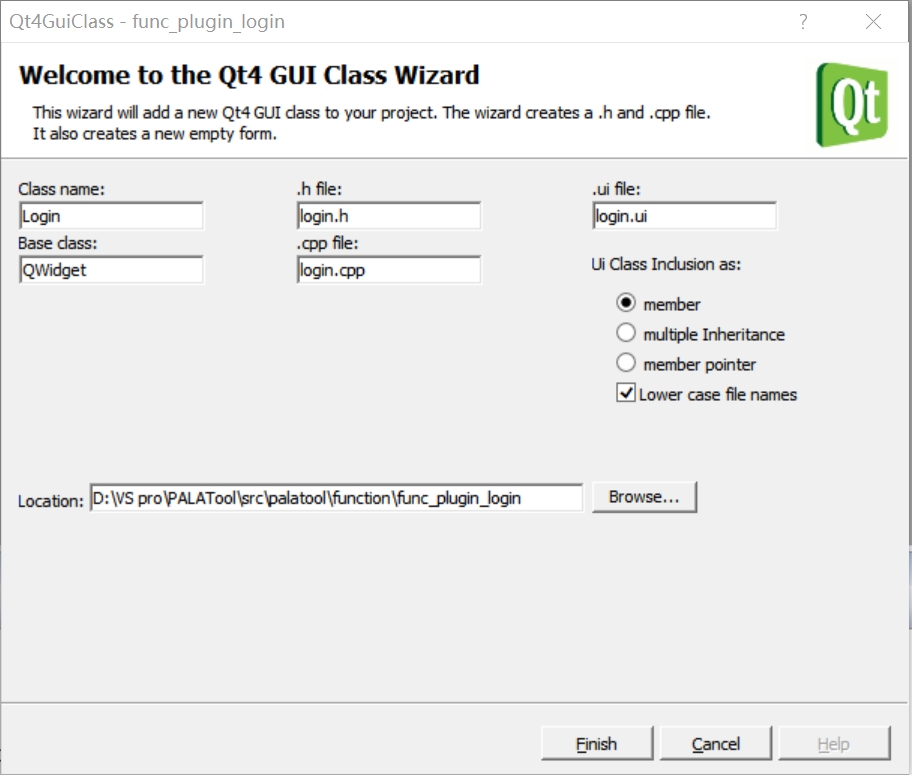 Qt4GuiClass - func_plugin_login
?
Welcome to the Qt4 GUI Class Wizard
This wizard will add a new Qt4 GUI class to your project. The wizard creates a .h and .cpp file.
It also creates a new empty form.
Qt
Class name:
.h file:
.ui file:
Login
login.h
login.ui
Base class:
.cpp file:
QWidget
login.cpp
Ui Class Inclusion as:
member
multiple Inheritance
member pointer
Lower case file names
Location:
D:\VS pro\PALATool\src\palatool\function\func_plugin_login
Browse...
Finish
Cancel
Help